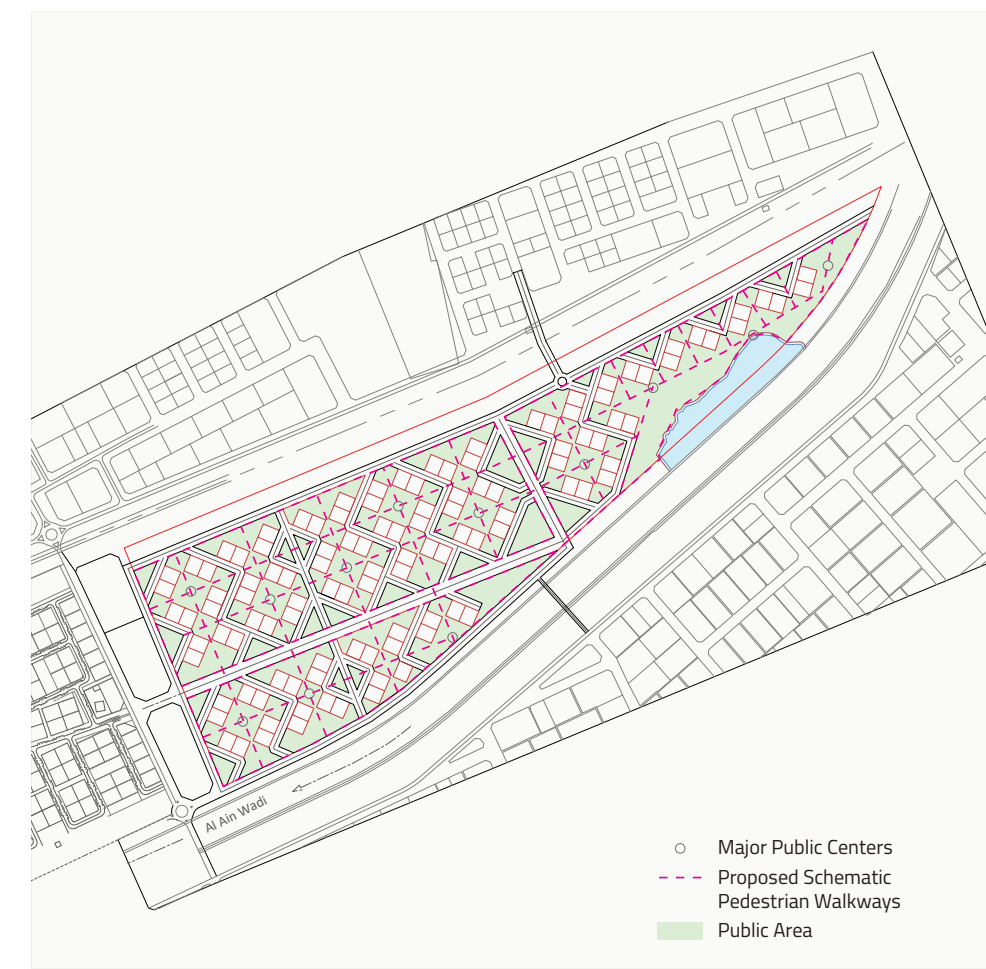 Al Ain Wadi
Major Public Centers
Proposed Schematic
Pedestrian Walkways
Public Area